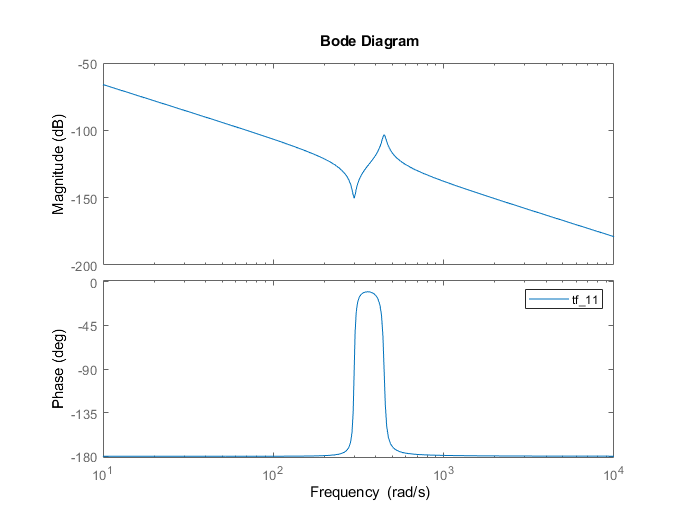 Bode Diagram
Magnitude (dB)
-50
-100
-150
-200
Phase (deg)
0
-45
-90
-135
-180
tf_11
10^1 10^2 10^3 10^4
Frequency (rad/s)